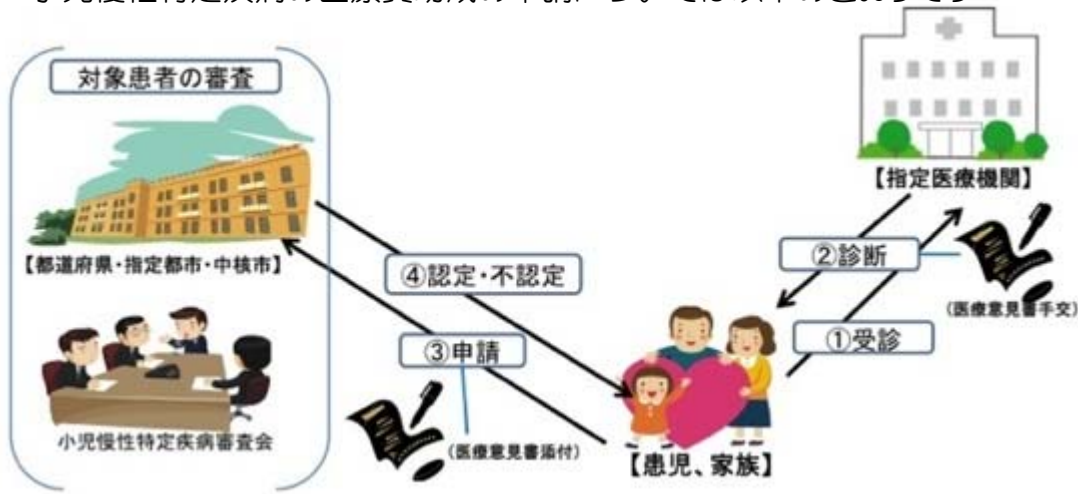 対象患者の審査
【都道府県・指定都市・中核市】
小児慢性特定疾病審査会
④認定・不認定
③申請
(医療意見書添付)
【患児、家族】
【指定医療機関】
②診断
(医療意見書手交)
①受診